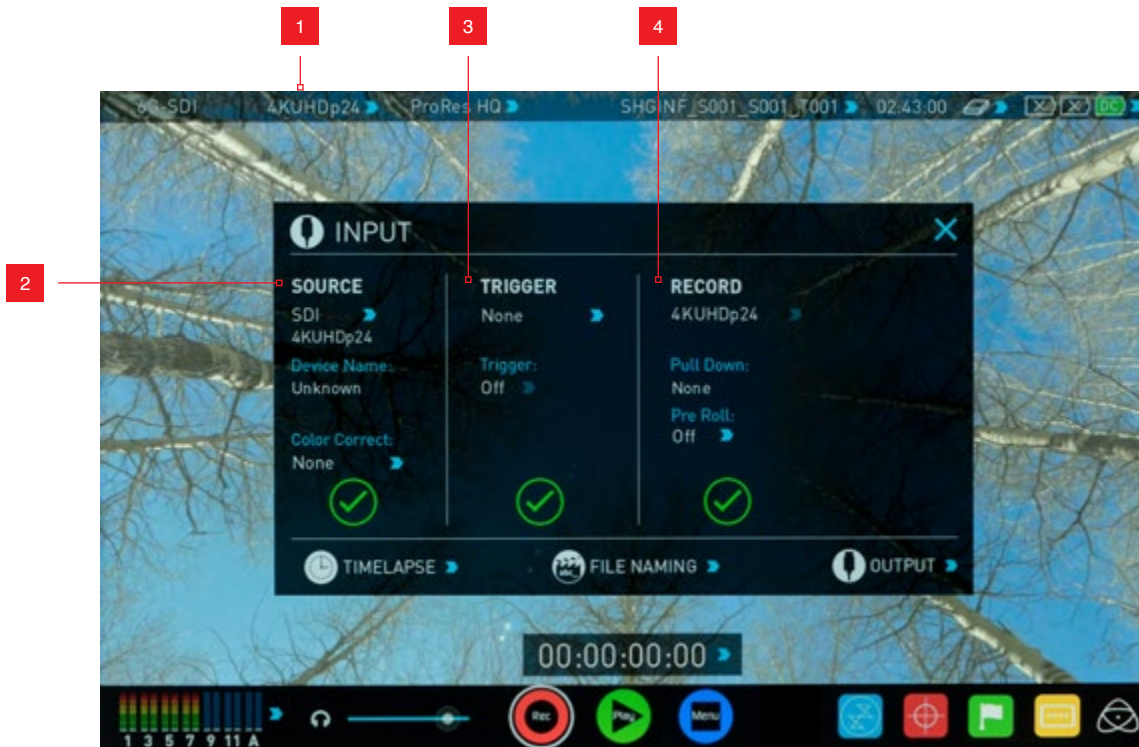 1
3
4
6G-SDI 4KUHDp24 ProRes HQ SHGINF_S001_S001_T001 02:43:00 DC
INPUT
2
SOURCE
SDI
4KUHDp24
Device Name:
Unknown
Color Correct:
None
TRIGGER
None
Trigger:
Off
RECORD
4KUHDp24
Pull Down:
None
Pre Roll:
Off
TIMELAPSE
abc_
FILE NAMING
OUTPUT
00:00:00:00
Rec
Play
Menu
1 3 5 7 9 11 A